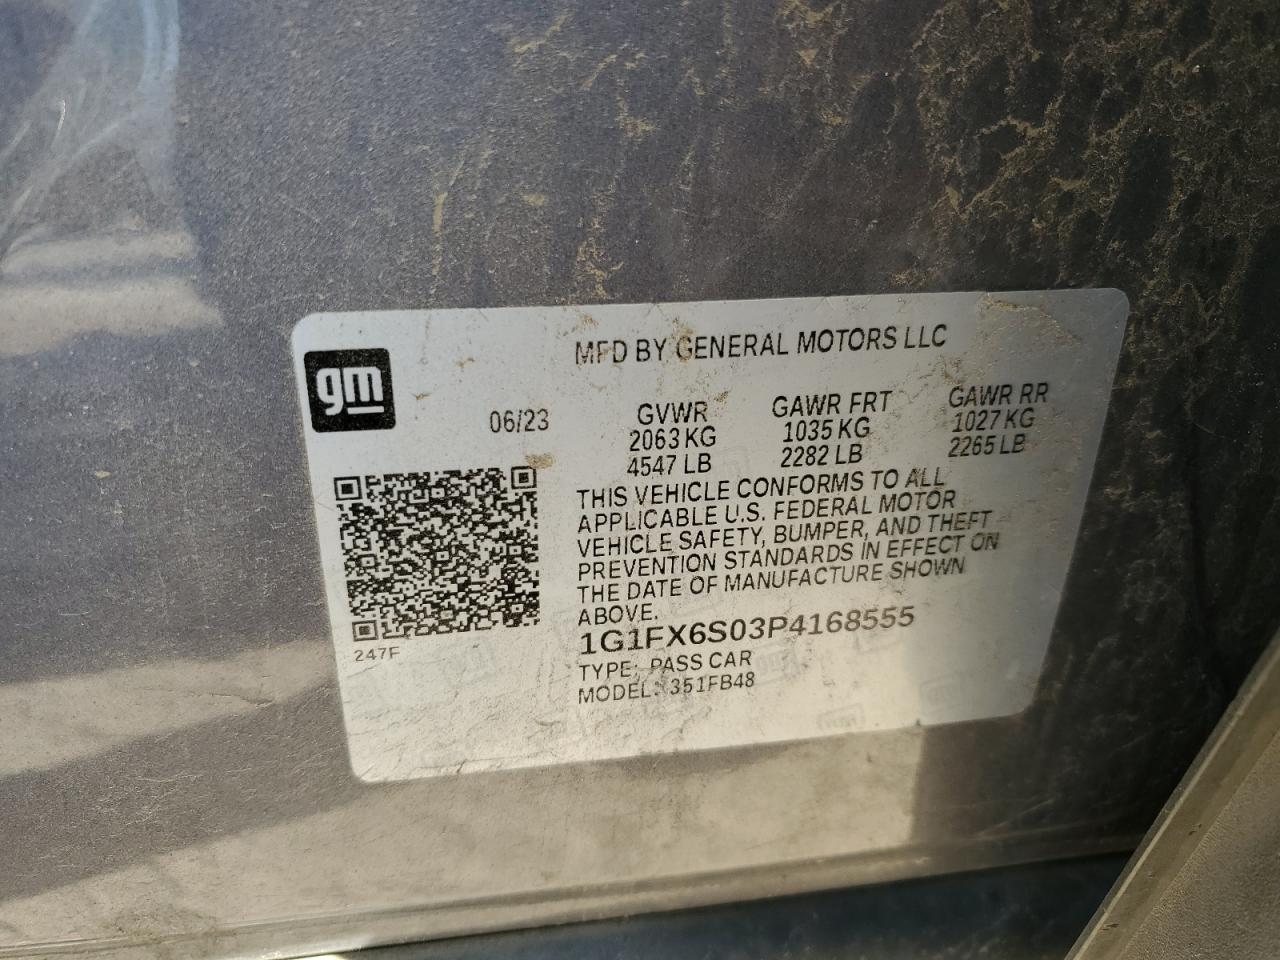 gm
MFD BY GENERAL MOTORS LLC
06/23
GVWR
2063 KG
4547 LB
GAWR FRT
1035 KG
2282 LB
GAWR RR
1027 KG
2265 LB
THIS VEHICLE CONFORMS TO ALL
APPLICABLE U.S. FEDERAL MOTOR
VEHICLE SAFETY, BUMPER, AND THEFT
PREVENTION STANDARDS IN EFFECT ON
THE DATE OF MANUFACTURE SHOWN
ABOVE.
1G1FX6S03P4168555
TYPE: PASS CAR
MODEL: 351FB48
247F